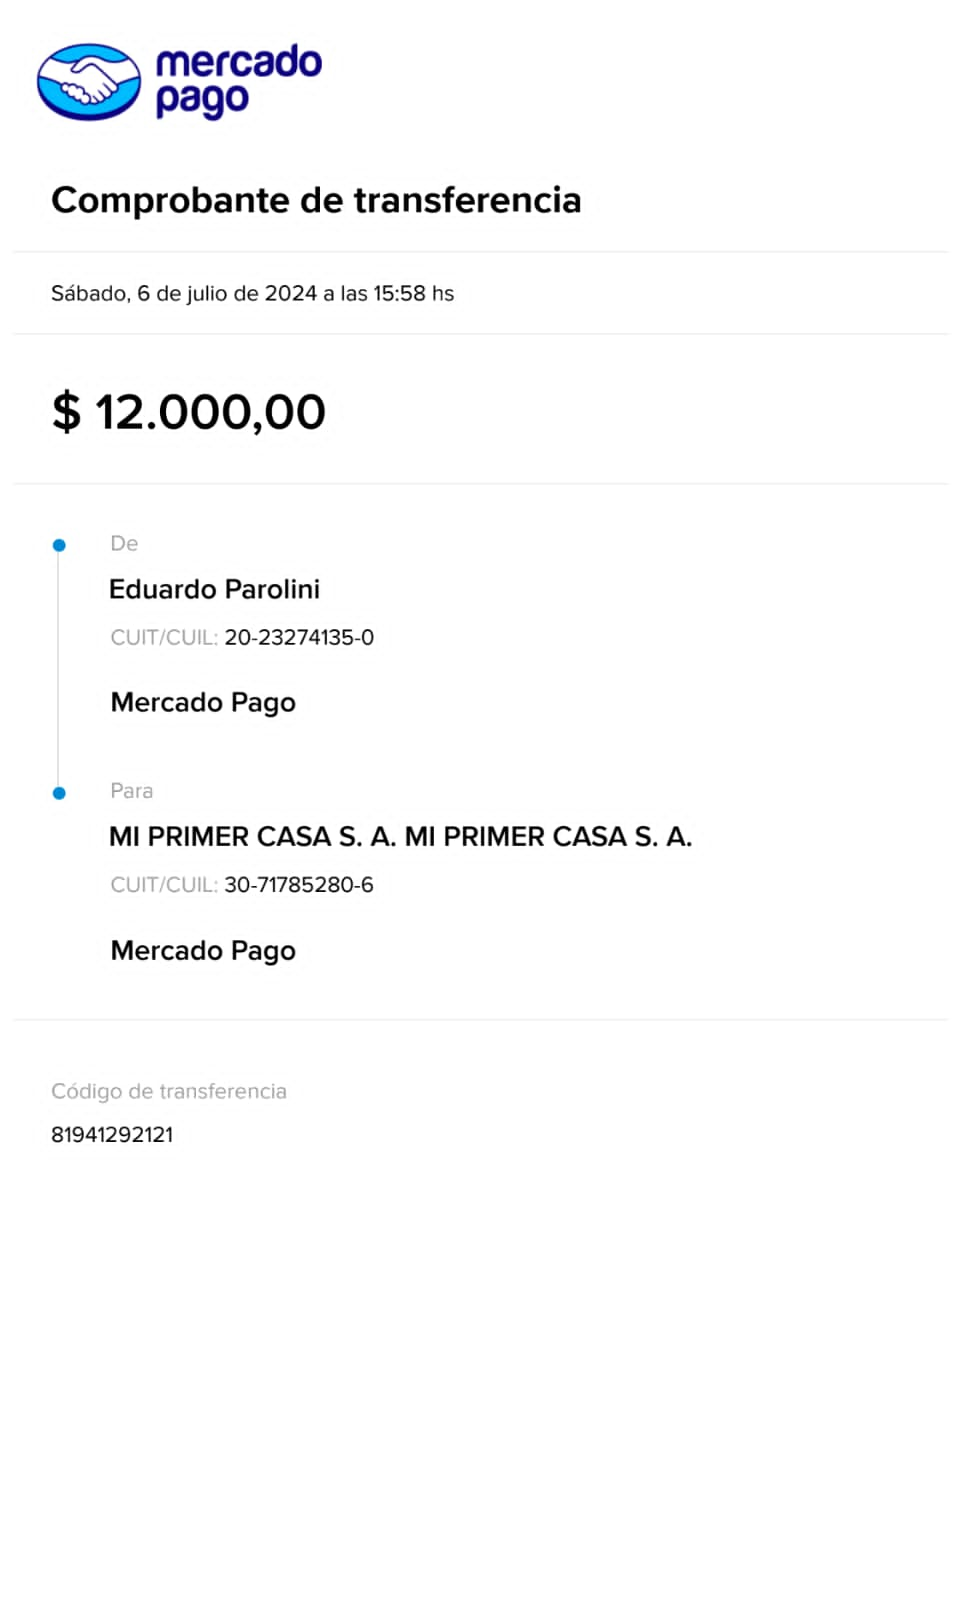 mercado
pago
Comprobante de transferencia
Sábado, 6 de julio de 2024 a las 15:58 hs
$ 12.000,00
De
Eduardo Parolini
CUIT/CUIL: 20-23274135-0
Mercado Pago
Para
MI PRIMER CASA S. A. MI PRIMER CASA S. A.
CUIT/CUIL: 30-71785280-6
Mercado Pago
Código de transferencia
81941292121